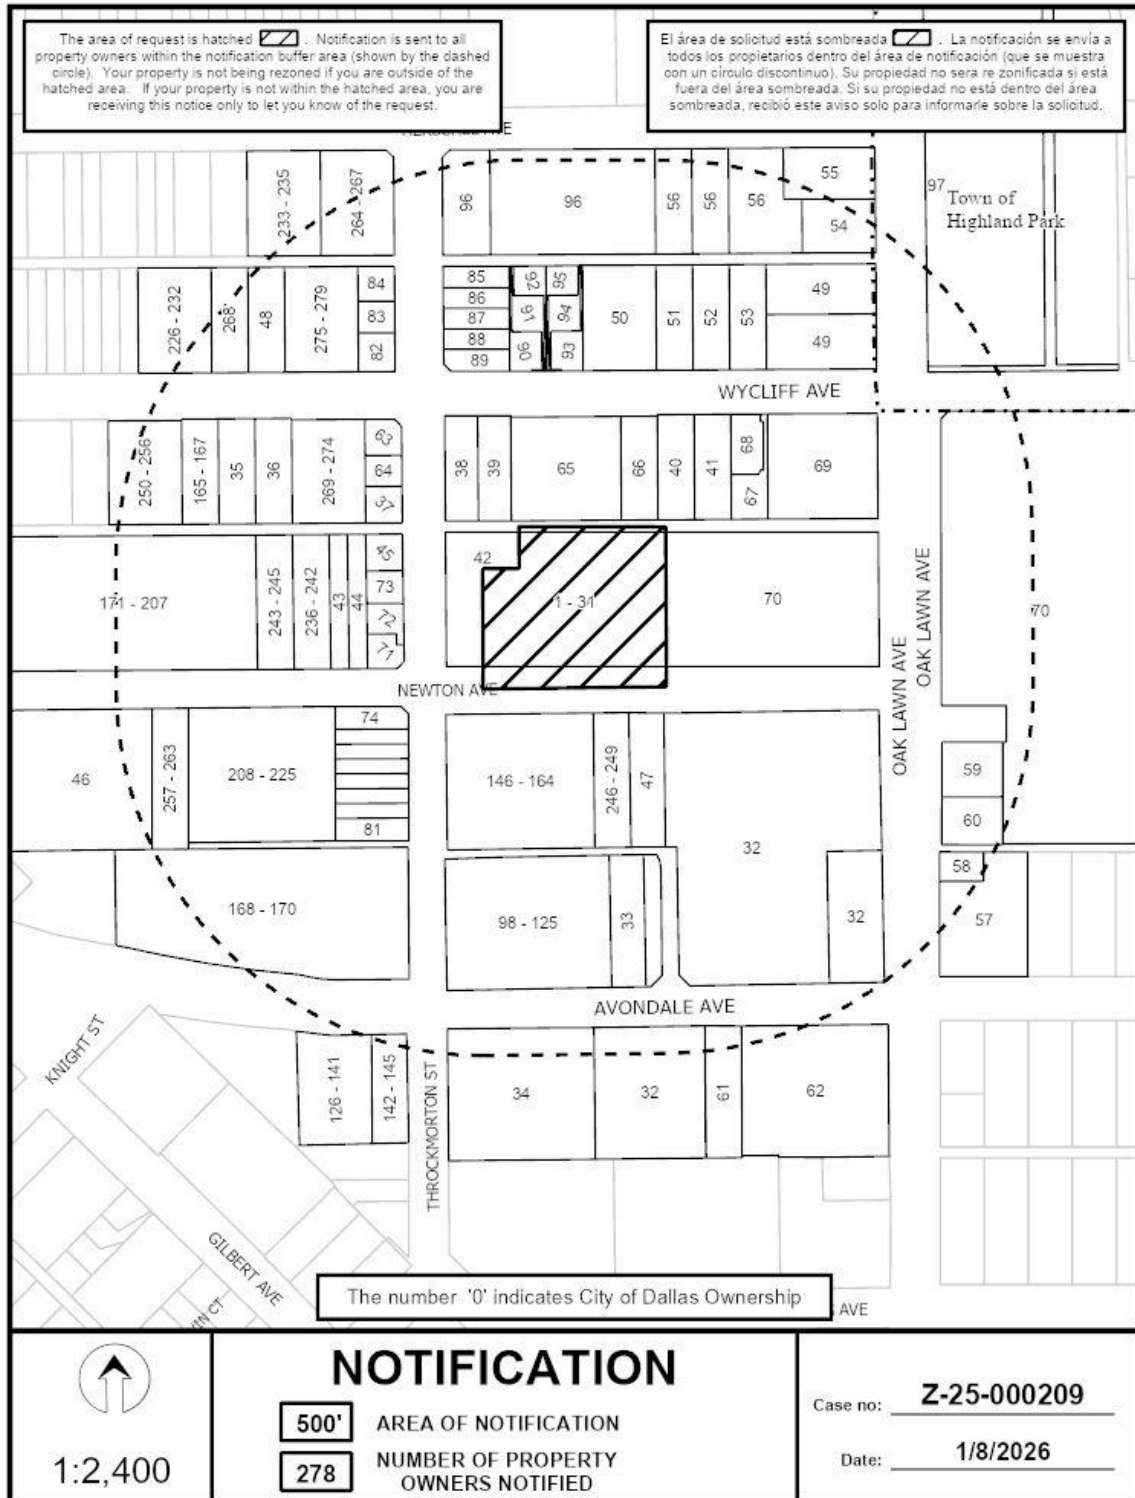 The area of request is hatched . Notification is sent to all
property owners within the notification buffer area (shown by the dashed
circle). Your property is not being rezoned if you are outside of the
hatched area. If your property is not within the hatched area, you are
receiving this notice only to let you know of the request.
El área de solicitud está sombreada . La notificación se envía a
todos los propietarios dentro del área de notificación (que se muestra
con un círculo discontinuo). Su propiedad no sera re zonificada si está
fuera del área sombreada. Si su propiedad no está dentro del área
sombreada, recibió este aviso solo para informarle sobre la solicitud.
AVE
233 - 235
264 - 267
96
96
56
56
56
55
54
97
Town of
Highland Park
226 - 232
268
48
275 - 279
84
83
82
85
86
87
88
89
92
91
90
95
94
93
50
51
52
53
49
49
WYCLIFF AVE
250 - 256
165 - 167
35
36
269 - 274
63
64
37
38
39
65
66
40
41
68
67
69
171 - 207
243 - 245
236 - 242
43
44
45
73
72
71
42
1 - 31
70
OAK LAWN AVE
OAK LAWN AVE
70
NEWTON AVE
46
257 - 263
208 - 225
74
81
146 - 164
246 - 249
47
32
59
60
168 - 170
98 - 125
33
32
58
57
AVONDALE AVE
KNIGHT ST
126 - 141
142 - 145
THROCKMORTON ST
34
32
61
62
GILBERT AVE
CT
The number '0' indicates City of Dallas Ownership
AVE
1:2,400
NOTIFICATION
500' AREA OF NOTIFICATION
278 NUMBER OF PROPERTY
OWNERS NOTIFIED
Case no: Z-25-000209
Date: 1/8/2026